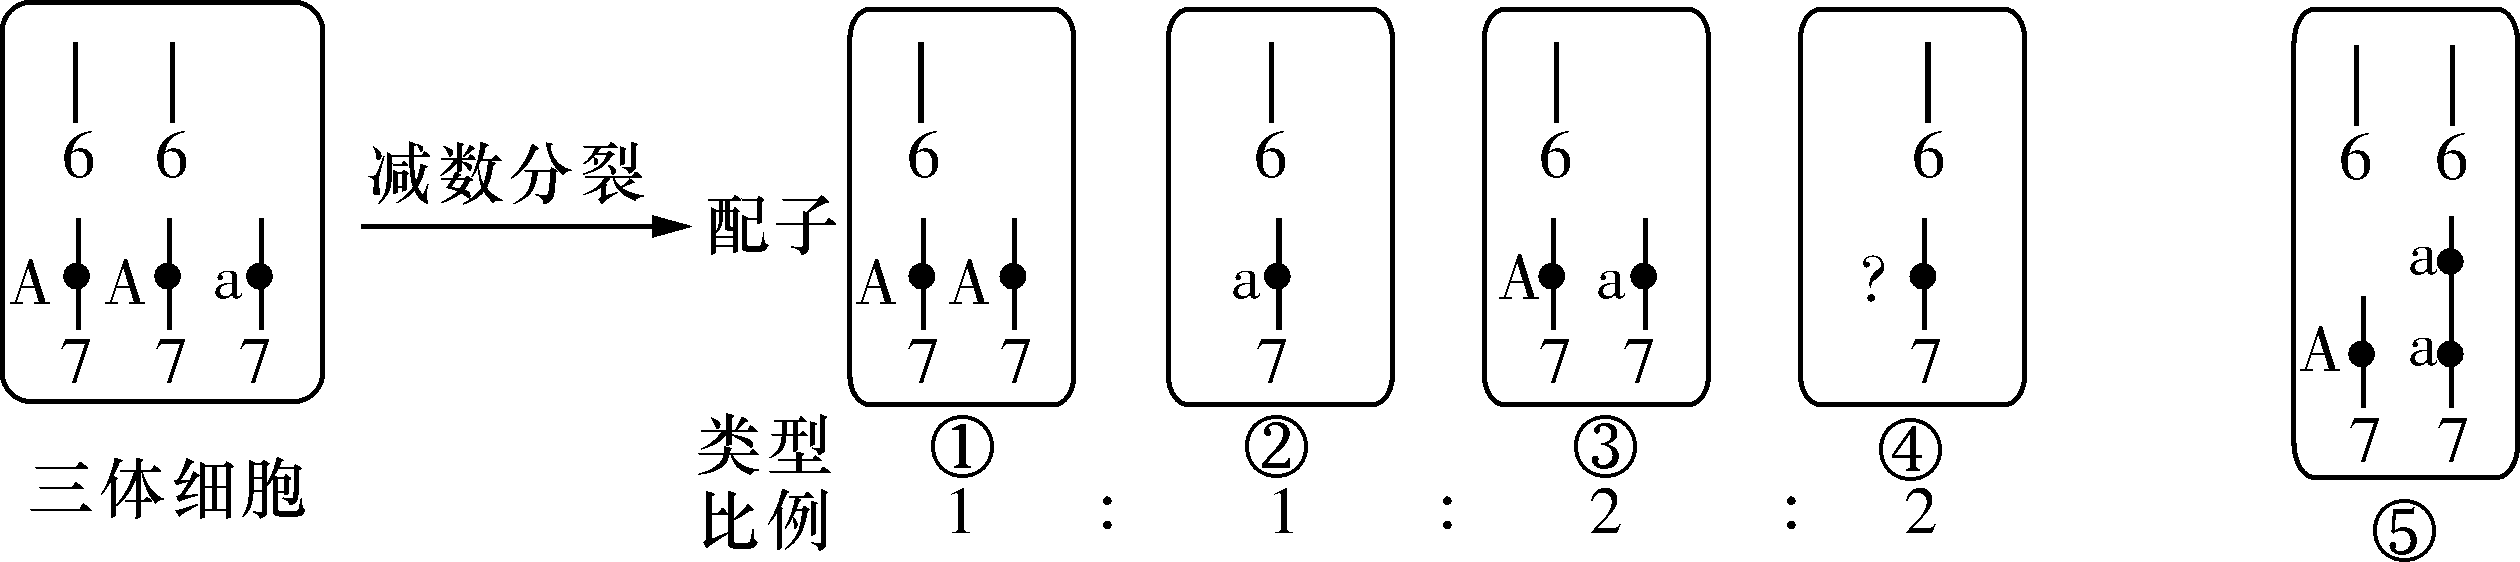 6 6 6 6 6 6 6 6
减数分裂
配子
A A a A A a A a ? a
A a
7 7 7 7 7 7 7 7 7 7 7
三体细胞
类型 ① ② ③ ④ ⑤
比例 1 : 1 : 2 : 2